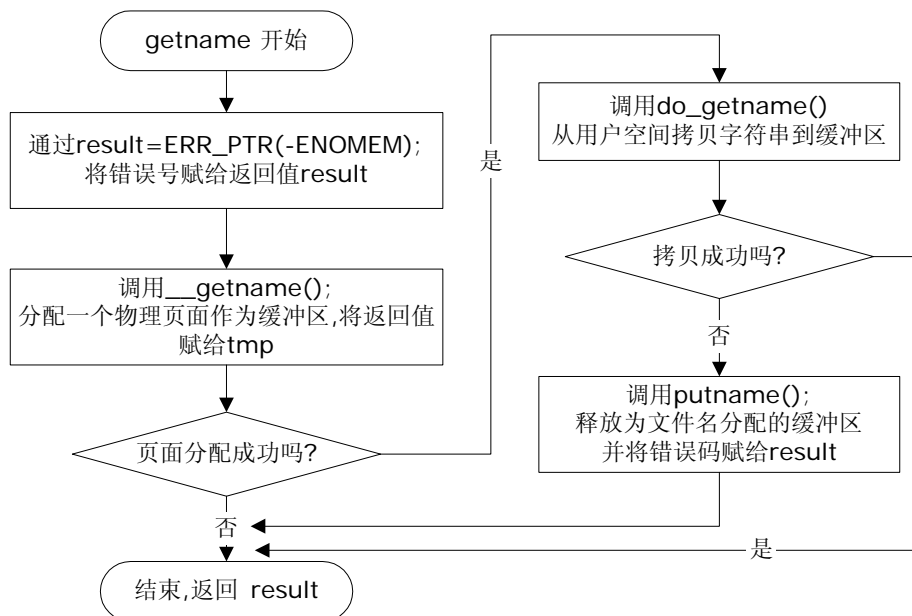 getname 开始
通过result=ERR_PTR(-ENOMEM);
将错误号赋给返回值result
调用__getname();
分配一个物理页面作为缓冲区,将返回值
赋给tmp
页面分配成功吗?
否
结束,返回 result
是
调用do_getname()
从用户空间拷贝字符串到缓冲区
拷贝成功吗?
否
调用putname();
释放为文件名分配的缓冲区
并将错误码赋给result
是